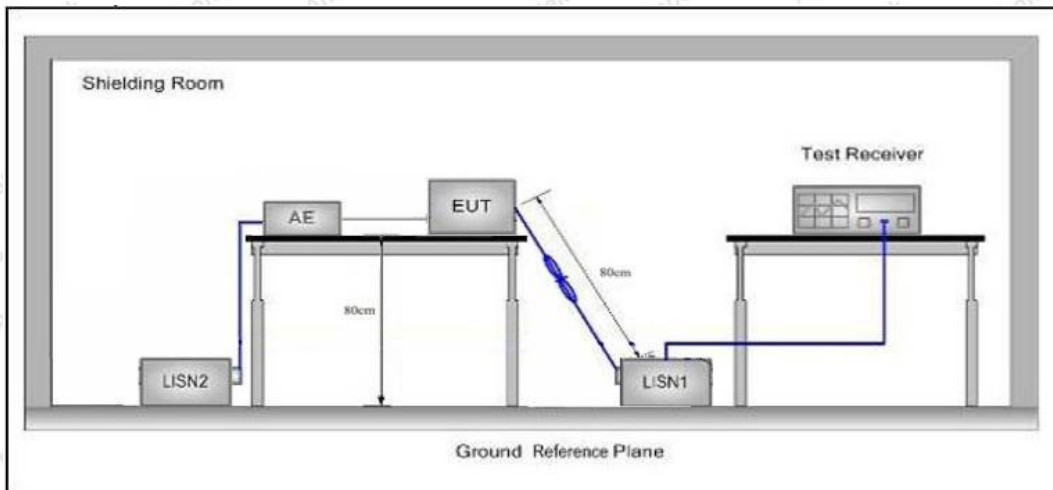 Shielding Room
Test Receiver
AE
EUT
80cm
80cm
LISN2
LISN1
Ground Reference Plane